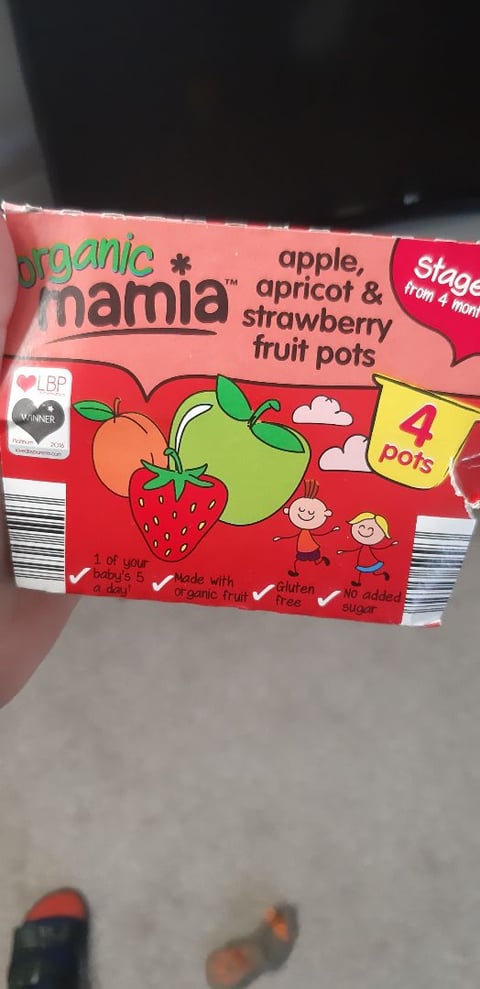 organic
mamia™
apple,
apricot &
strawberry
fruit pots
Stage
from 4 mont
LBP
WINNER
2016
4
pots
1 of your
baby's 5
a day
Made with
organic fruit
Gluten
free
No added
sugar